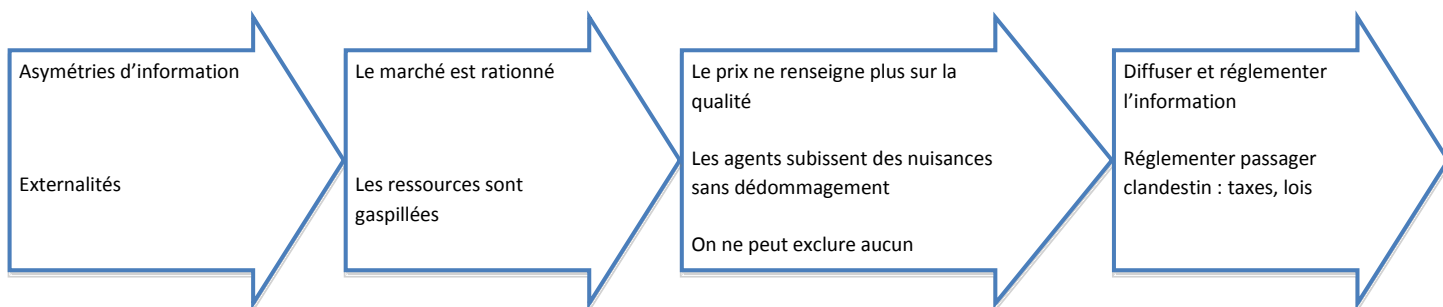 Asymétries d’information
Externalités
Le marché est rationné
Les ressources sont
gaspillées
Le prix ne renseigne plus sur la
qualité
Les agents subissent des nuisances
sans dédommagement
On ne peut exclure aucun
Diffuser et réglementer
l’information
Réglementer passager
clandestin : taxes, lois